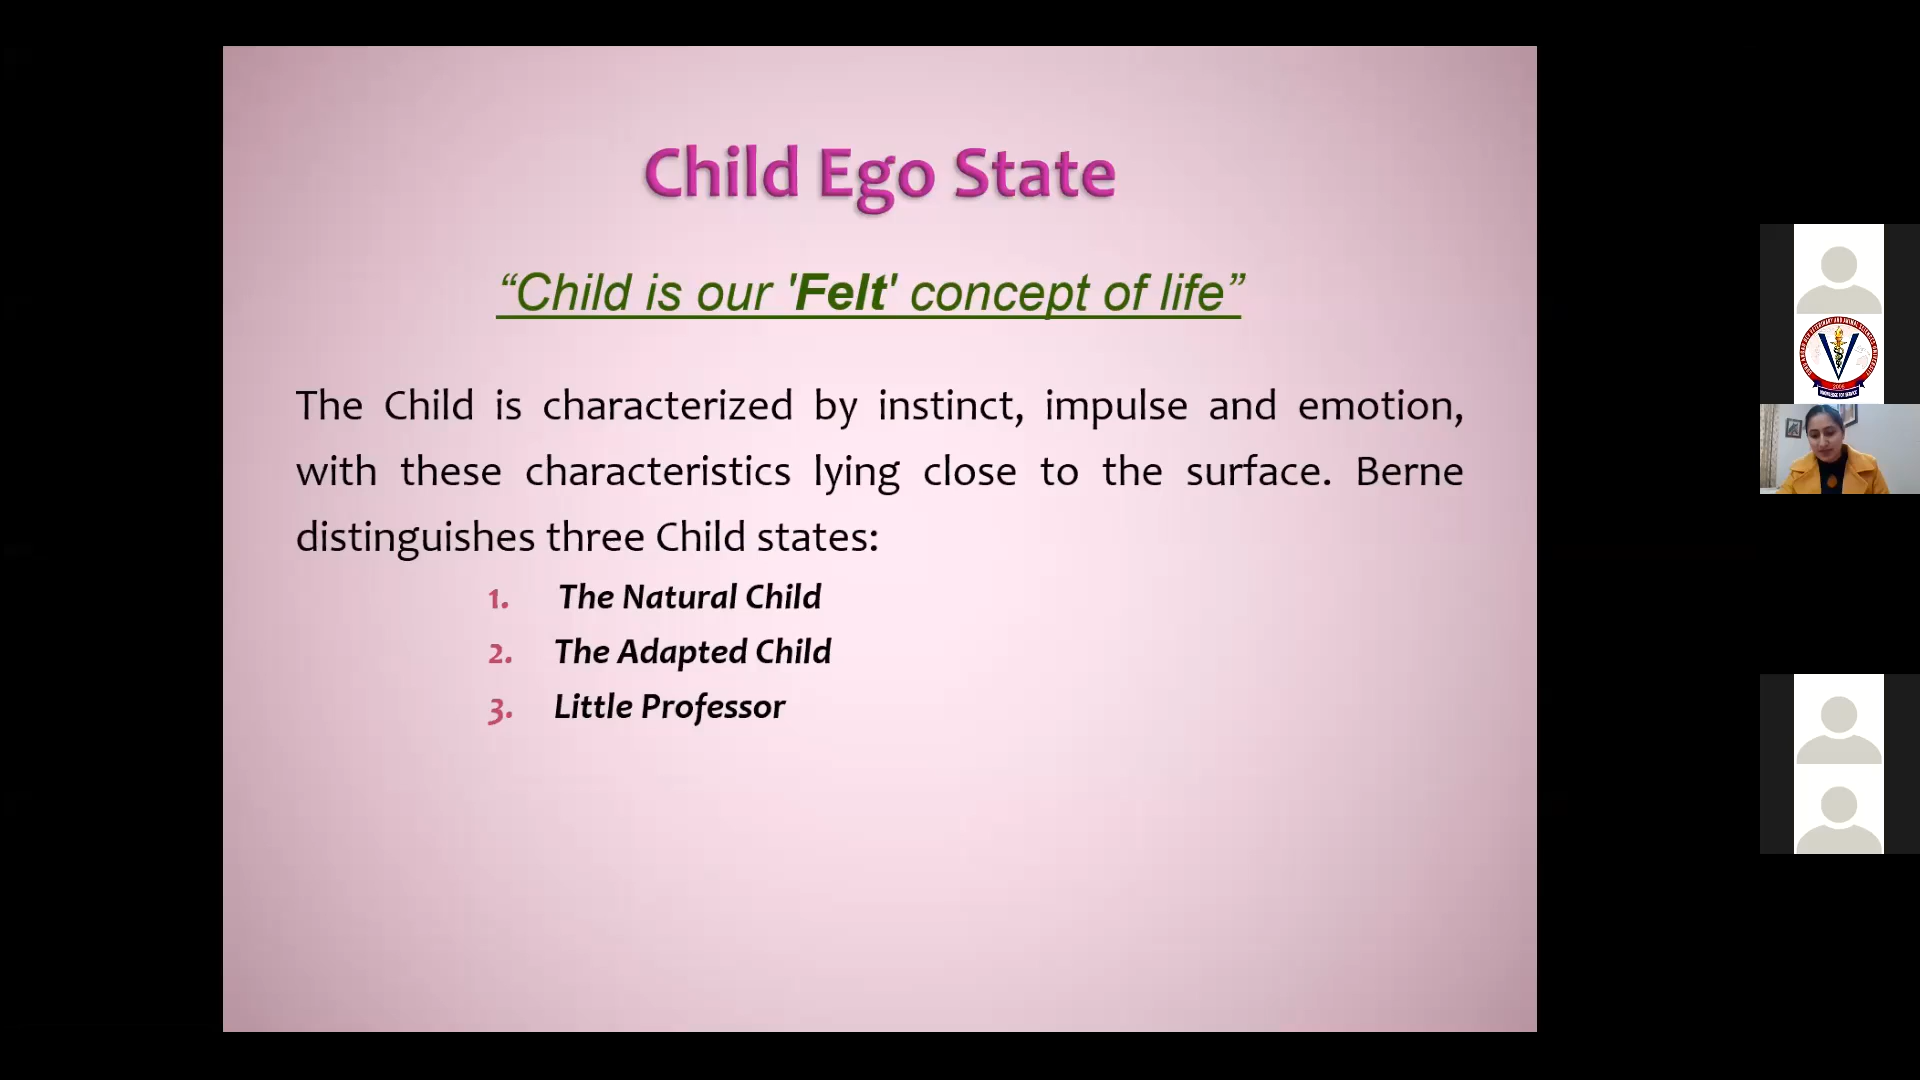 Child Ego State
“Child is our 'Felt' concept of life”
The Child is characterized by instinct, impulse and emotion,
with these characteristics lying close to the surface. Berne
distinguishes three Child states:
1. The Natural Child
2. The Adapted Child
3. Little Professor